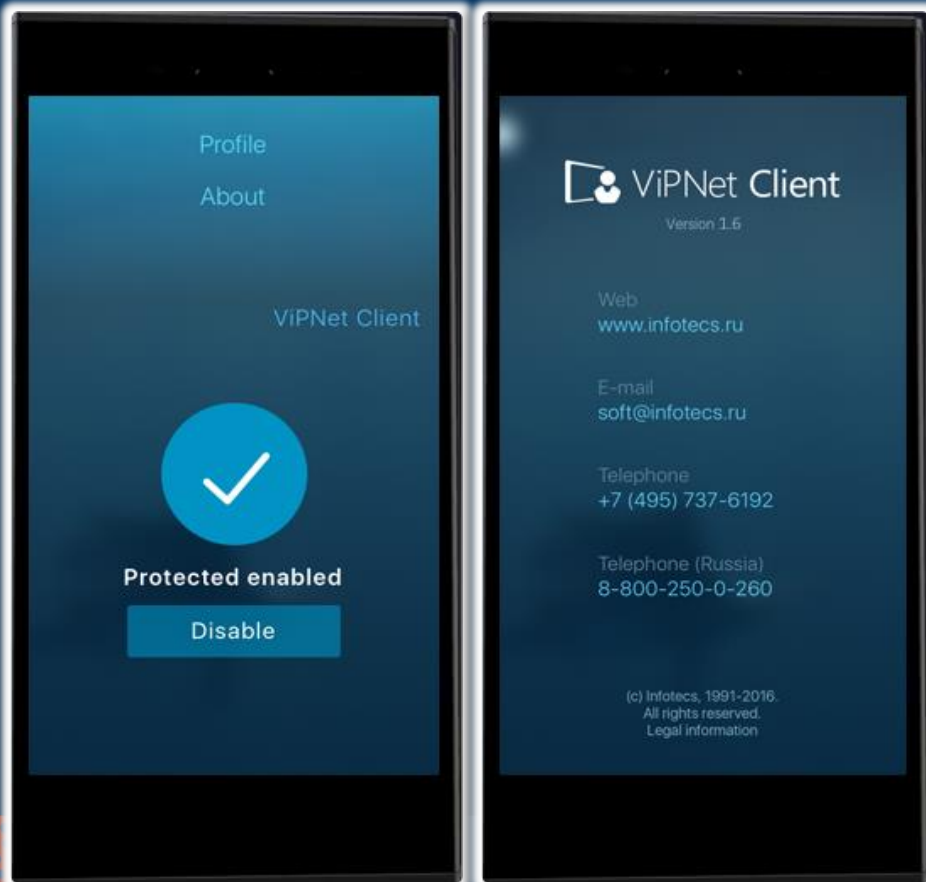 Profile
About
ViPNet Client
Protected enabled
Disable
ViPNet Client
Version 1.6
Web
www.infotecs.ru
E-mail
soft@infotecs.ru
Telephone
+7 (495) 737-6192
Telephone (Russia)
8-800-250-0-260
(c) Infotecs, 1991-2016.
All rights reserved.
Legal information